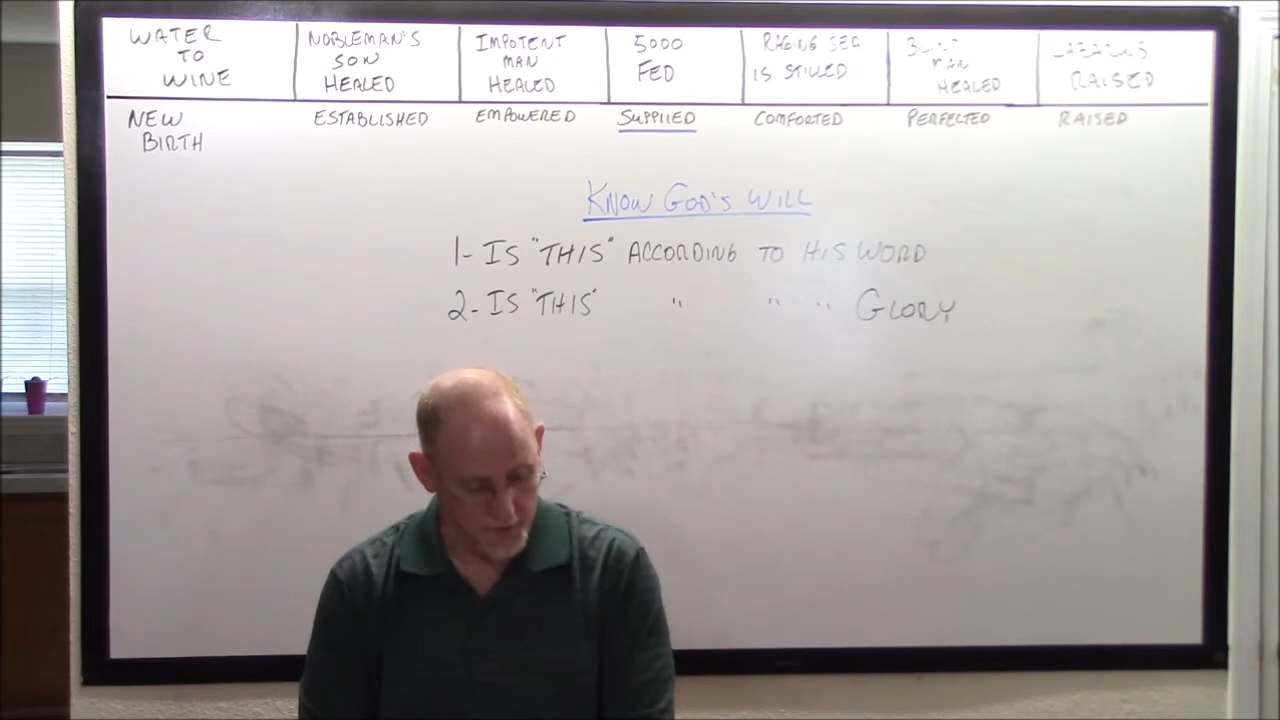 WATER
TO
WINE
NOBLEMAN'S
SON
HEALED
IMPOTENT
MAN
HEALED
5000
FED
RAGING SEA
IS STILLED
MAN
HEALED
LAZARUS
RAISED
NEW
BIRTH
ESTABLISHED
EMPOWERED
SUPPLIED
COMFORTED
PERFECTED
RAISED
KNOW GOD'S WILL
1- IS "THIS" ACCORDING TO HIS WORD
2- IS "THIS" " " " GLORY